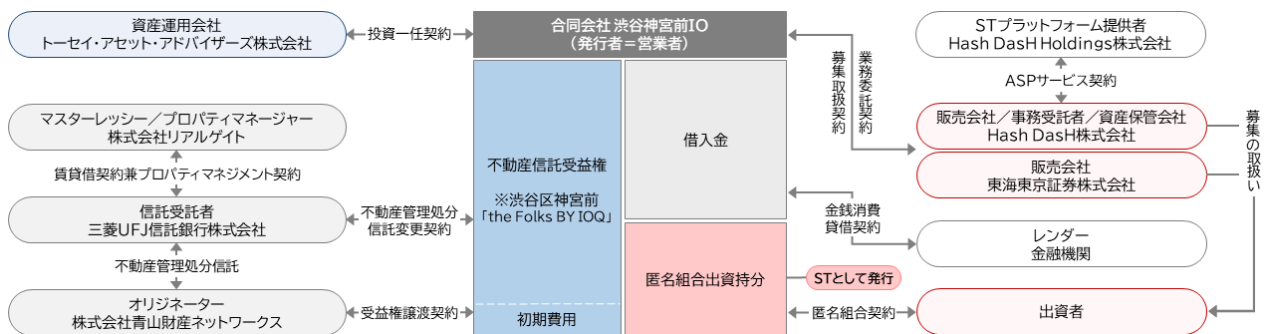 資産運用会社
トーセイ・アセット・アドバイザーズ株式会社
投資一任契約
合同会社 渋谷神宮前IO
（発行者＝営業者）
STプラットフォーム提供者
Hash DasH Holdings株式会社
ASPサービス契約
募集取扱契約
業務委託契約
販売会社／事務受託者／資産保管会社
Hash DasH株式会社
販売会社
東海東京証券株式会社
募集の取扱い
マスターレッシー／プロパティマネージャー
株式会社リアルゲイト
賃貸借契約兼プロパティマネジメント契約
信託受託者
三菱UFJ信託銀行株式会社
不動産管理処分
信託変更契約
不動産管理処分信託
オリジネーター
株式会社青山財産ネットワークス
受益権譲渡契約
不動産信託受益権
※渋谷区神宮前
「the Folks BY IOQ」
初期費用
借入金
金銭消費
貸借契約
レンダー
金融機関
匿名組合出資持分
STとして発行
匿名組合契約
出資者